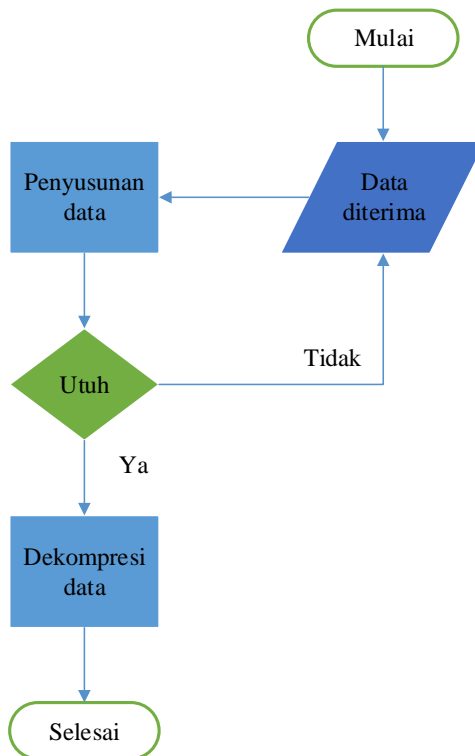 Mulai
Penyusunan
data
Data
diterima
Tidak
Utuh
Ya
Dekompresi
data
Selesai